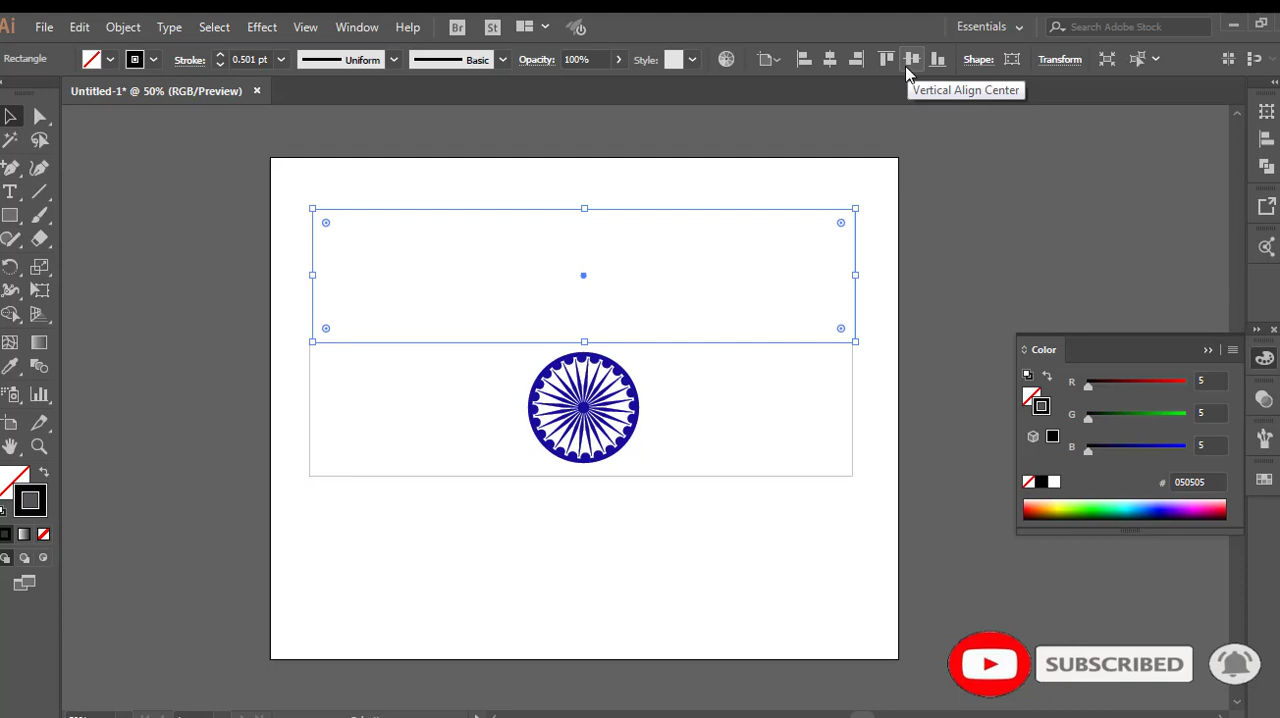 Ai File Edit Object Type Select Effect View Window Help Br St Essentials Search Adobe Stock
Rectangle Stroke: 0.501 pt Uniform Basic Opacity: 100% Style: Shape: Transform
Untitled-1* @ 50% (RGB/Preview) ×
Vertical Align Center
Color
R 5
G 5
B 5
# 050505
SUBSCRIBED